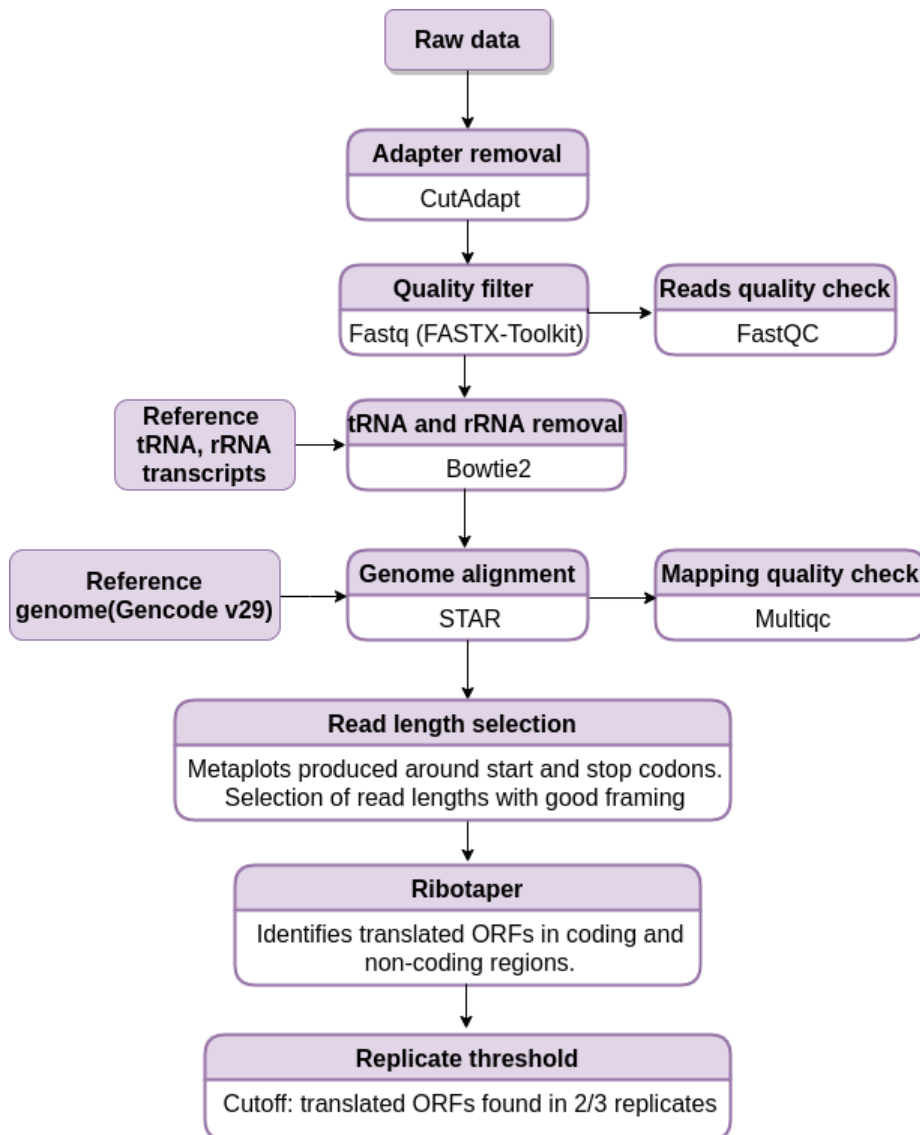 Raw data
Adapter removal
CutAdapt
Quality filter
Fastq (FASTX-Toolkit)
Reads quality check
FastQC
Reference
tRNA, rRNA
transcripts
tRNA and rRNA removal
Bowtie2
Reference
genome(Gencode v29)
Genome alignment
STAR
Mapping quality check
Multiqc
Read length selection
Metaplots produced around start and stop codons.
Selection of read lengths with good framing
Ribotaper
Identifies translated ORFs in coding and
non-coding regions.
Replicate threshold
Cutoff: translated ORFs found in 2/3 replicates